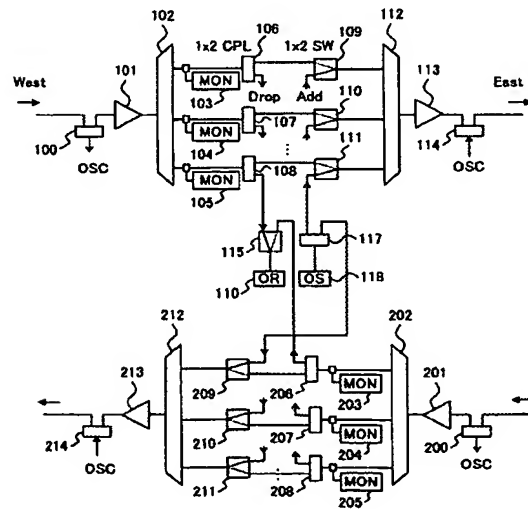 102 1x2 CPL 106 1x2 SW 109 112
West 101 MON 103 Drop Add 110 113 East
100 OSC MON 104 107 111 114 OSC
MON 105 108
115 117
OR OS 118
110
212 202
213 209 206 MON 203 201
214 OSC 210 207 MON 204 200 OSC
211 208 MON 205